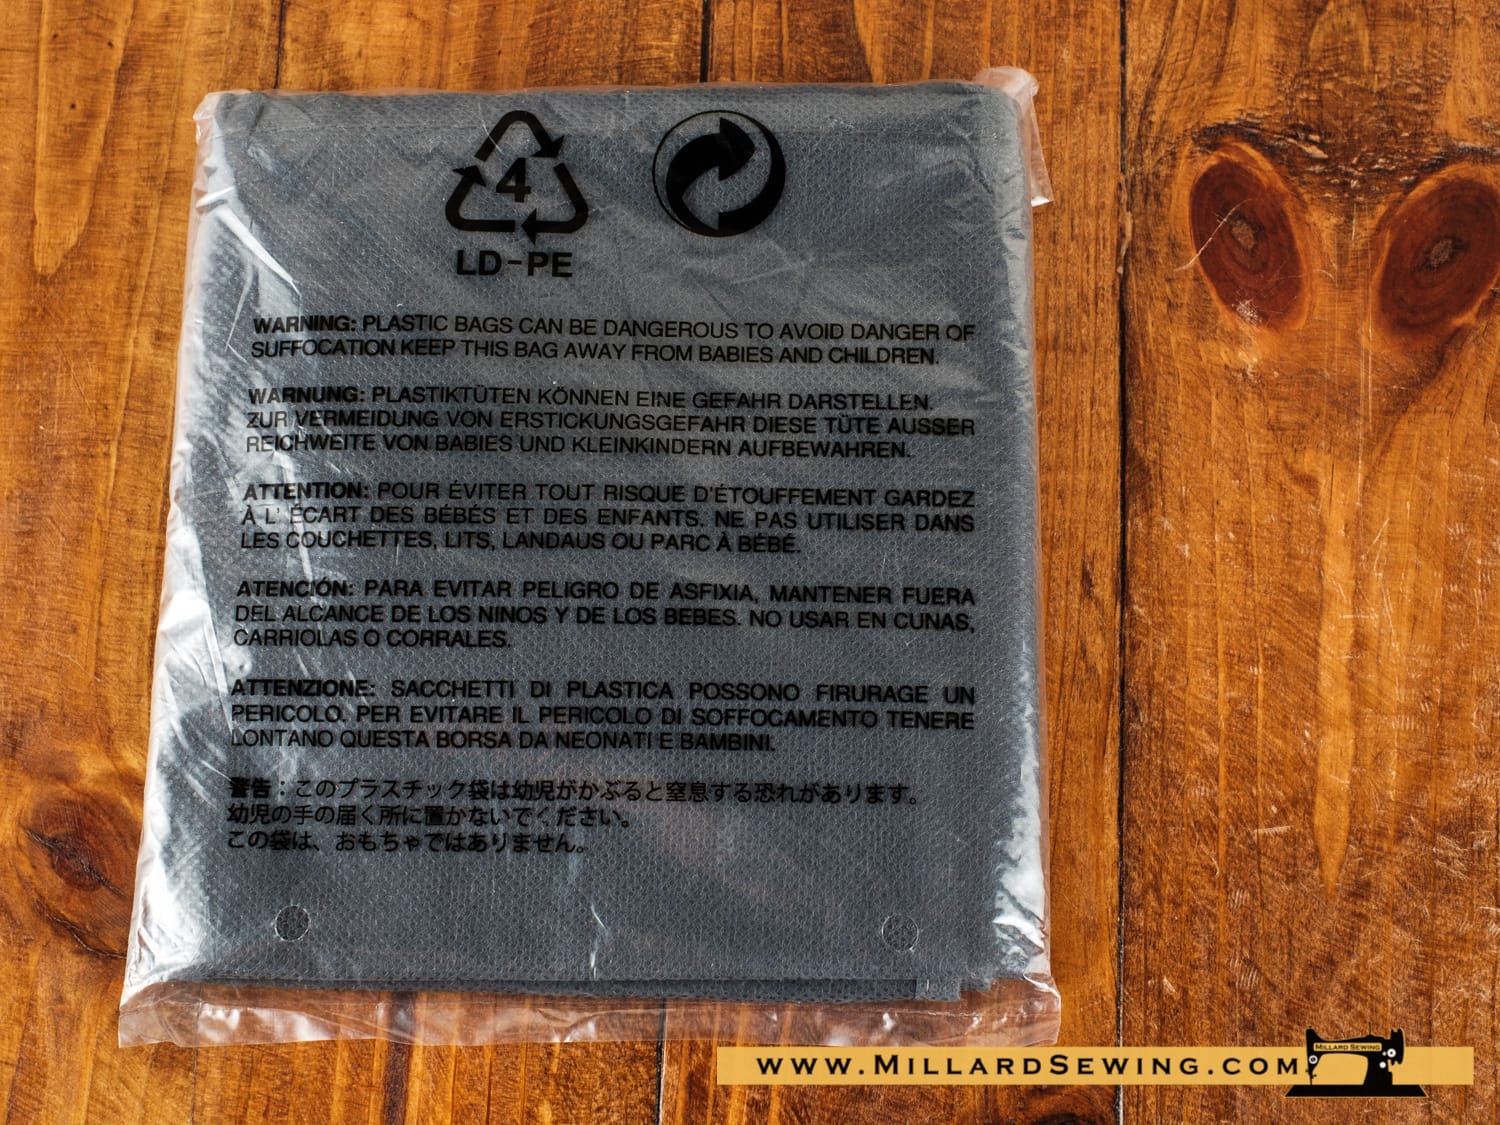 4
LD-PE
WARNING: PLASTIC BAGS CAN BE DANGEROUS TO AVOID DANGER OF
SUFFOCATION KEEP THIS BAG AWAY FROM BABIES AND CHILDREN.
WARNUNG: PLASTIKTÜTEN KÖNNEN EINE GEFAHR DARSTELLEN.
ZUR VERMEIDUNG VON ERSTICKUNGSGEFAHR DIESE TÜTE AUSSER
REICHWEITE VON BABIES UND KLEINKINDERN AUFBEWAHREN.
ATTENTION: POUR ÉVITER TOUT RISQUE D'ÉTOUFFEMENT GARDEZ
À L' ÉCART DES BÉBÉS ET DES ENFANTS. NE PAS UTILISER DANS
LES COUCHETTES, LITS, LANDAUS OU PARC À BÉBÉ.
ATENCIÓN: PARA EVITAR PELIGRO DE ASFIXIA, MANTENER FUERA
DEL ALCANCE DE LOS NINOS Y DE LOS BEBES. NO USAR EN CUNAS,
CARRIOLAS O CORRALES.
ATTENZIONE: SACCHETTI DI PLASTICA POSSONO FIRURAGE UN
PERICOLO. PER EVITARE IL PERICOLO DI SOFFOCAMENTO TENERE
LONTANO QUESTA BORSA DA NEONATI E BAMBINI.
警告：このプラスチック袋は幼児がかぶると窒息する恐れがあります。
幼児の手の届く所に置かないでください。
この袋は、おもちゃではありません。
MILLARD SEWING
www.MillardSewing.com